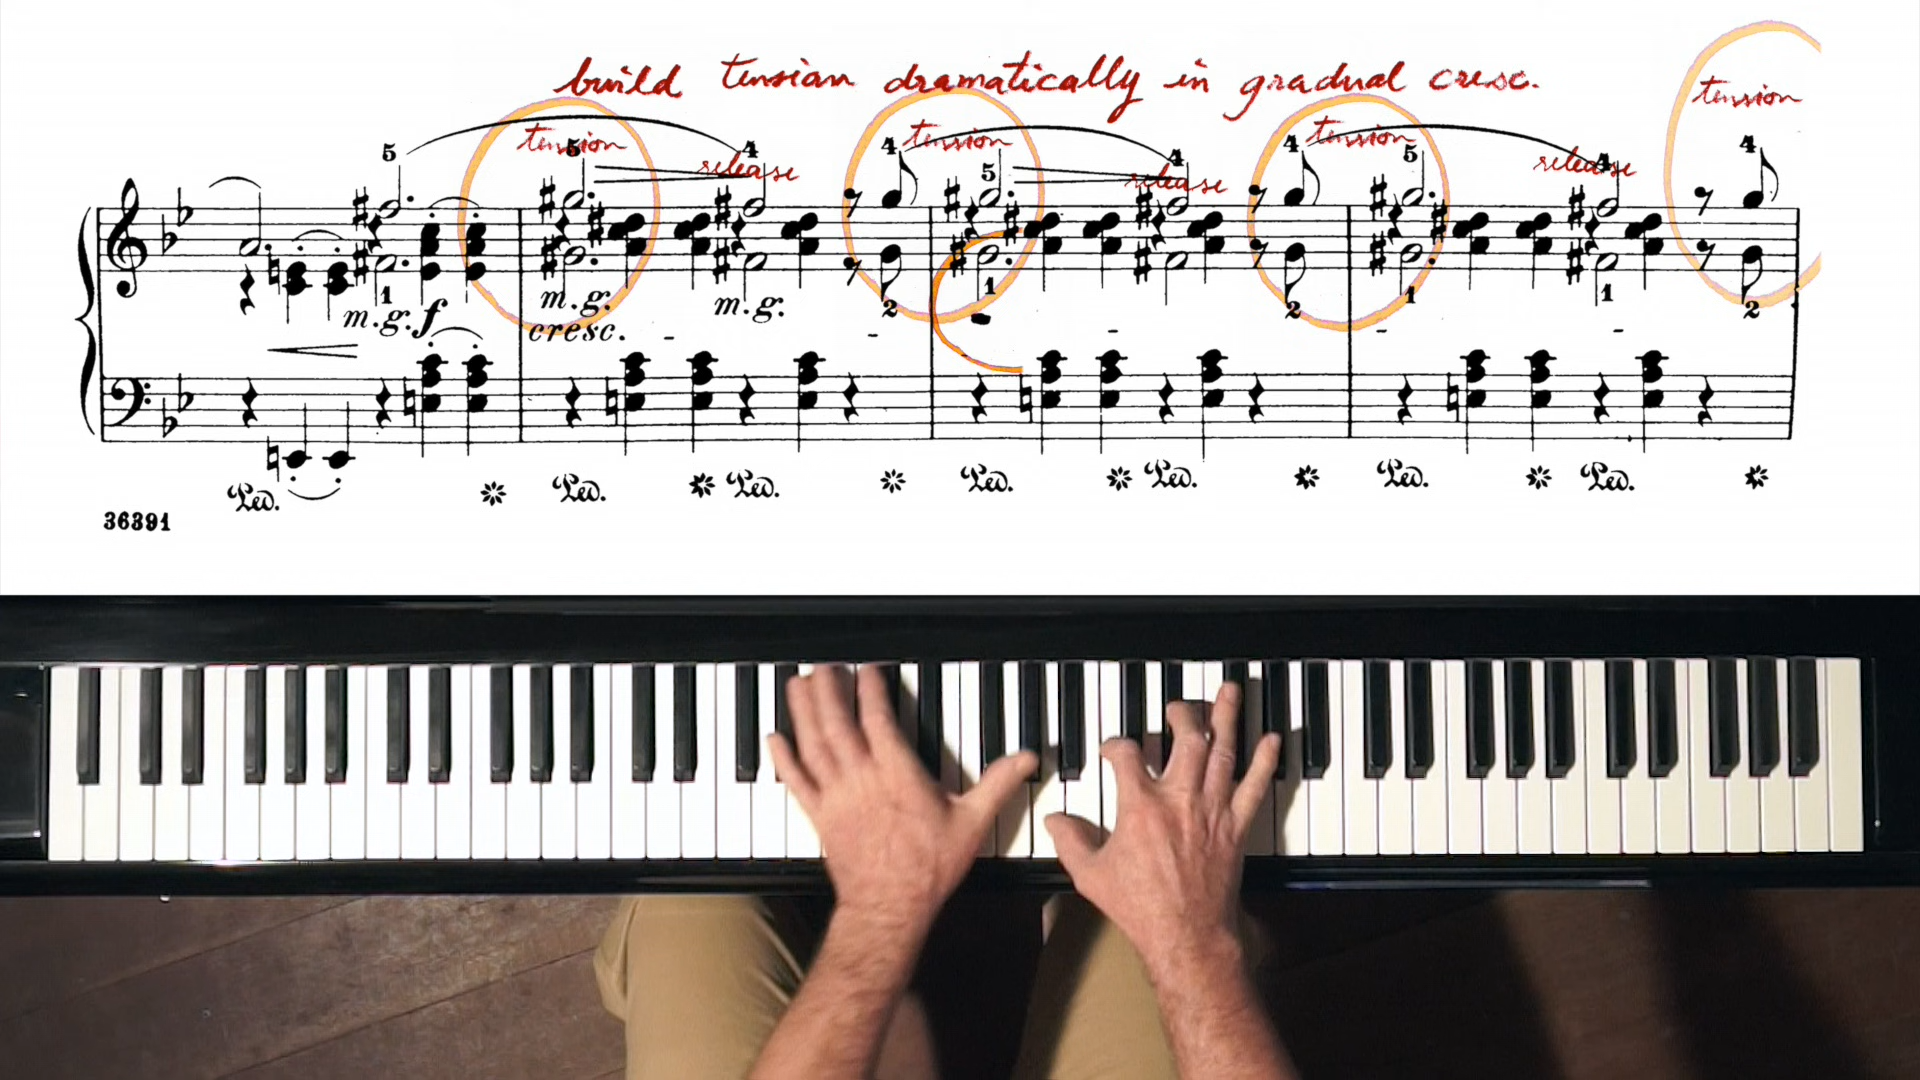 build tension dramatically in gradual cresc.
tension
tension
tension
tension
release
release
release
5 5 4 4 5 4 4 5 4 4
1 2 1 2 1 1 2
m.g. f m.g. m.g.
cresc. - - - - - -
Ped. * Ped. * Ped. * Ped. * Ped. * Ped. * Ped. *
36391